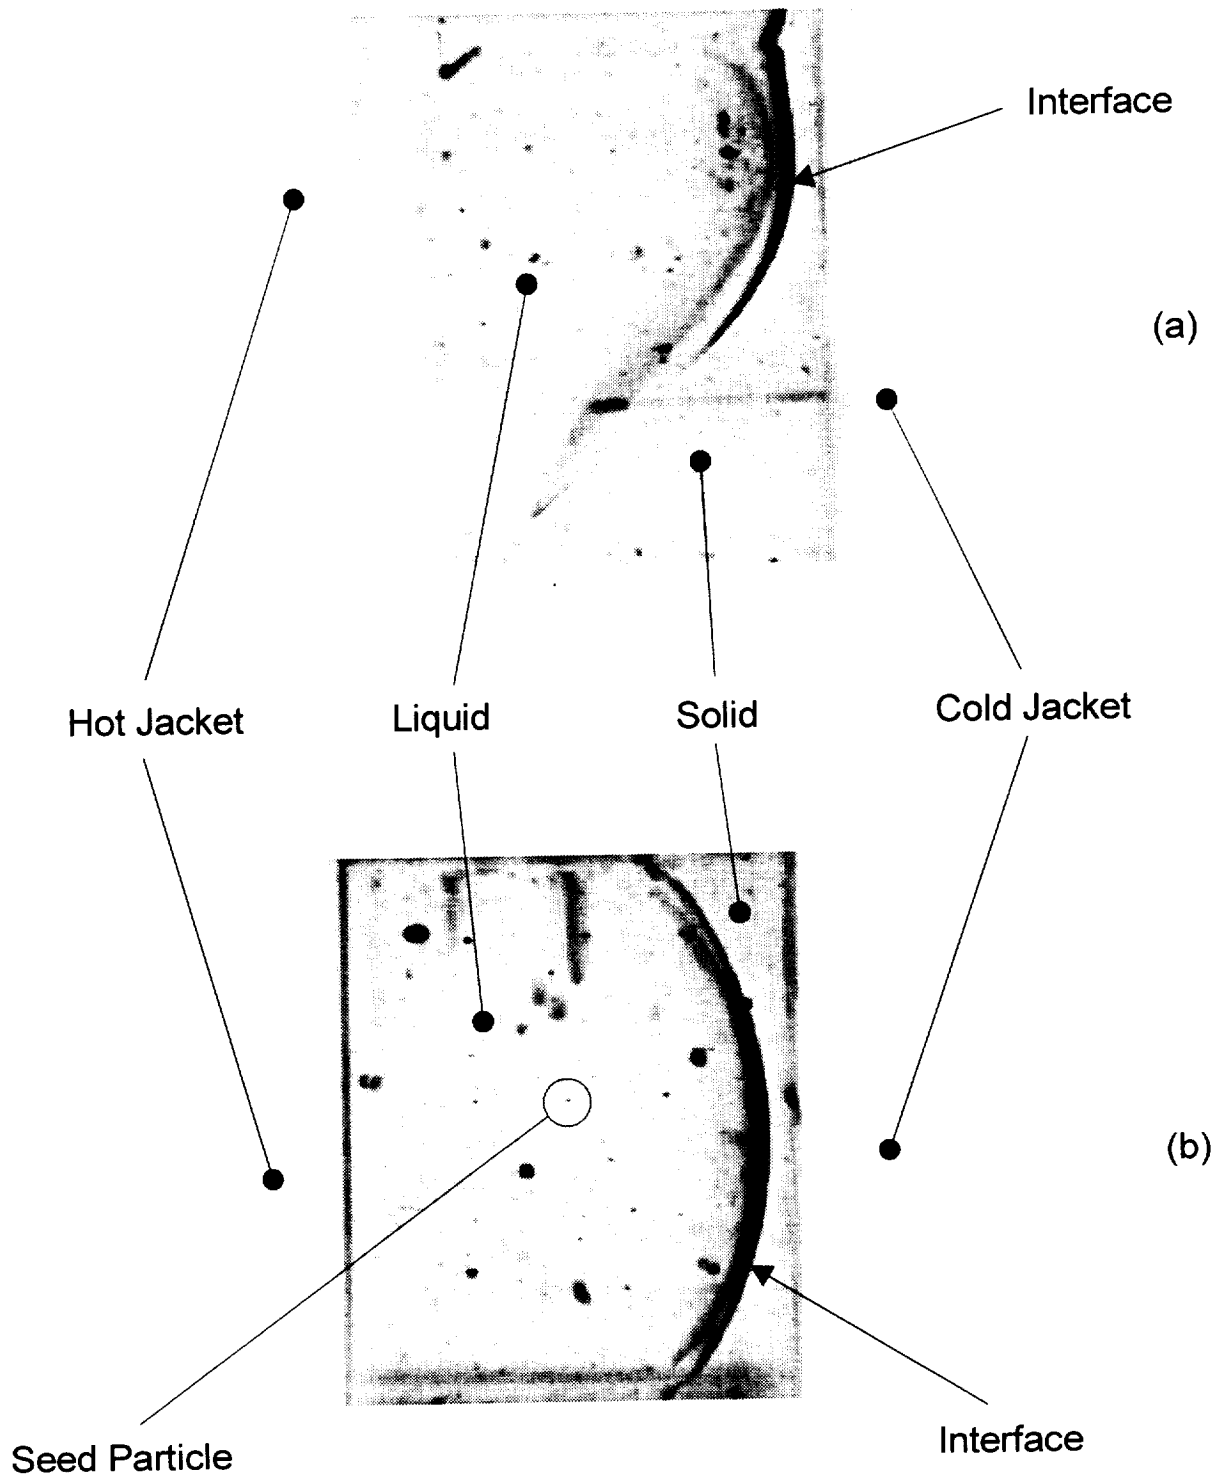 Interface
(a)
Hot Jacket
Liquid
Solid
Cold Jacket
(b)
Seed Particle
Interface